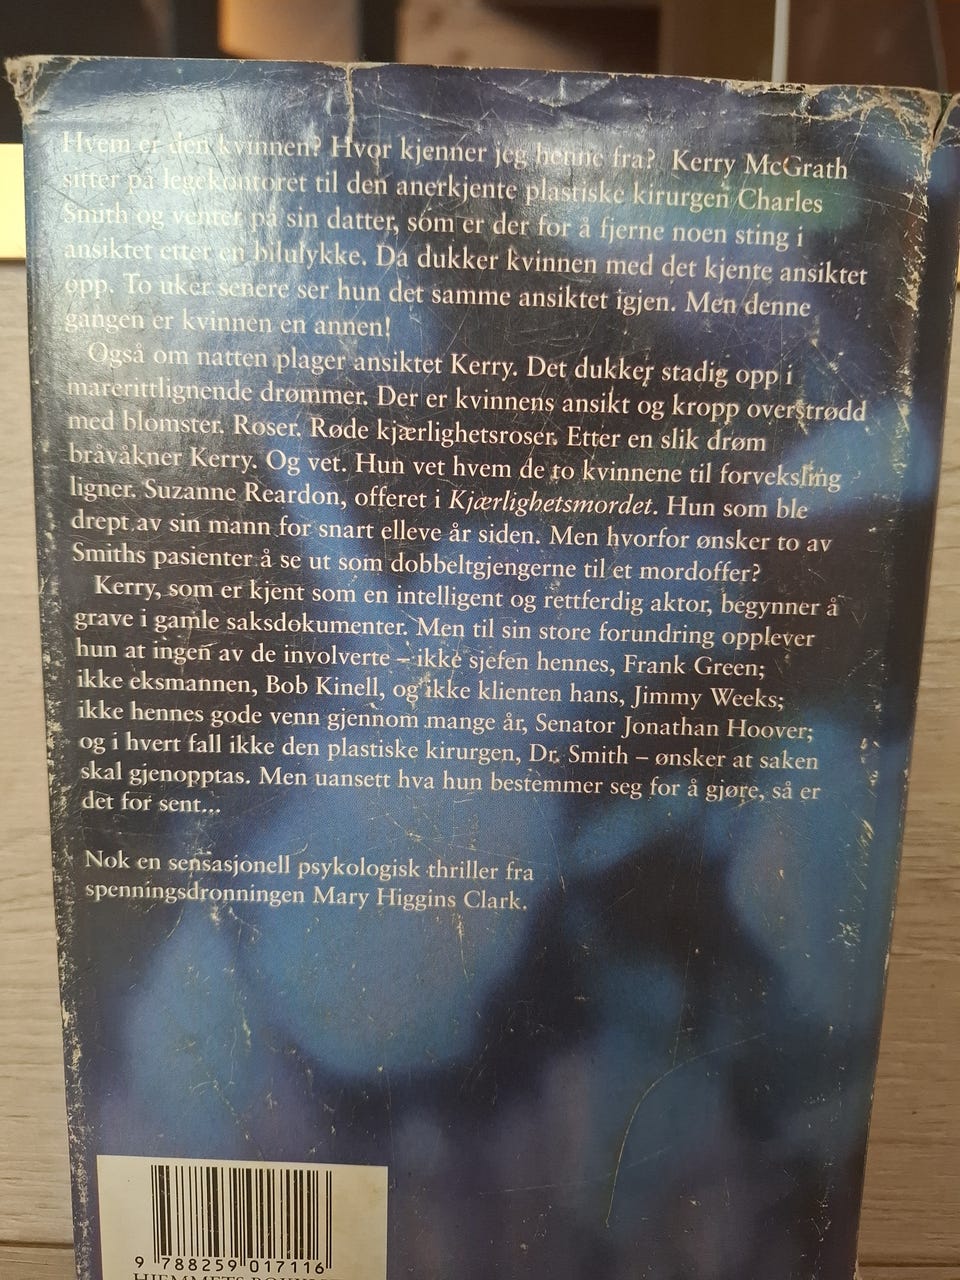 Hvem er den kvinnen? Hvor kjenner jeg henne fra? Kerry McGrath
sitter på legekontoret til den anerkjente plastiske kirurgen Charles
Smith og venter på sin datter, som er der for å fjerne noen sting i
ansiktet etter en bilulykke. Da dukker kvinnen med det kjente ansiktet
opp. To uker senere ser hun det samme ansiktet igjen. Men denne
gangen er kvinnen en annen!
Også om natten plager ansiktet Kerry. Det dukker stadig opp i
marerittlignende drømmer. Der er kvinnens ansikt og kropp overstrødd
med blomster. Roser. Røde kjærlighetsroser. Etter en slik drøm
bråvåkner Kerry. Og vet. Hun vet hvem de to kvinnene til forveksling
ligner. Suzanne Reardon, offeret i Kjærlighetsmordet. Hun som ble
drept av sin mann for snart elleve år siden. Men hvorfor ønsker to av
Smiths pasienter å se ut som dobbeltgjengerne til et mordoffer?
Kerry, som er kjent som en intelligent og rettferdig aktor, begynner å
grave i gamle saksdokumenter. Men til sin store forundring opplever
hun at ingen av de involverte – ikke sjefen hennes, Frank Green;
ikke eksmannen, Bob Kinell, og ikke klienten hans, Jimmy Weeks;
ikke hennes gode venn gjennom mange år, Senator Jonathan Hoover;
og i hvert fall ikke den plastiske kirurgen, Dr. Smith – ønsker at saken
skal gjenopptas. Men uansett hva hun bestemmer seg for å gjøre, så er
det for sent...
Nok en sensasjonell psykologisk thriller fra
spenningsdronningen Mary Higgins Clark.
9 788259 017116
HJEMMETS